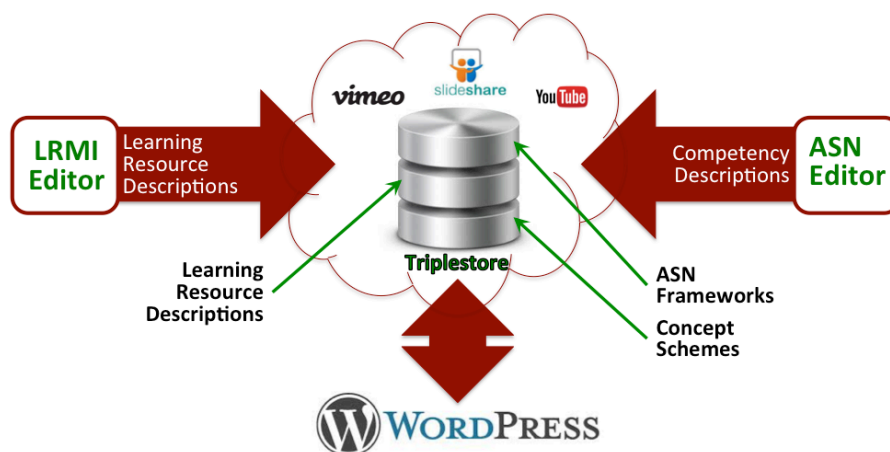 vimeo
slideshare
YouTube
LRMI
Editor
Learning
Resource
Descriptions
Competency
Descriptions
ASN
Editor
Triplestore
Learning
Resource
Descriptions
ASN
Frameworks
Concept
Schemes
WORDPRESS